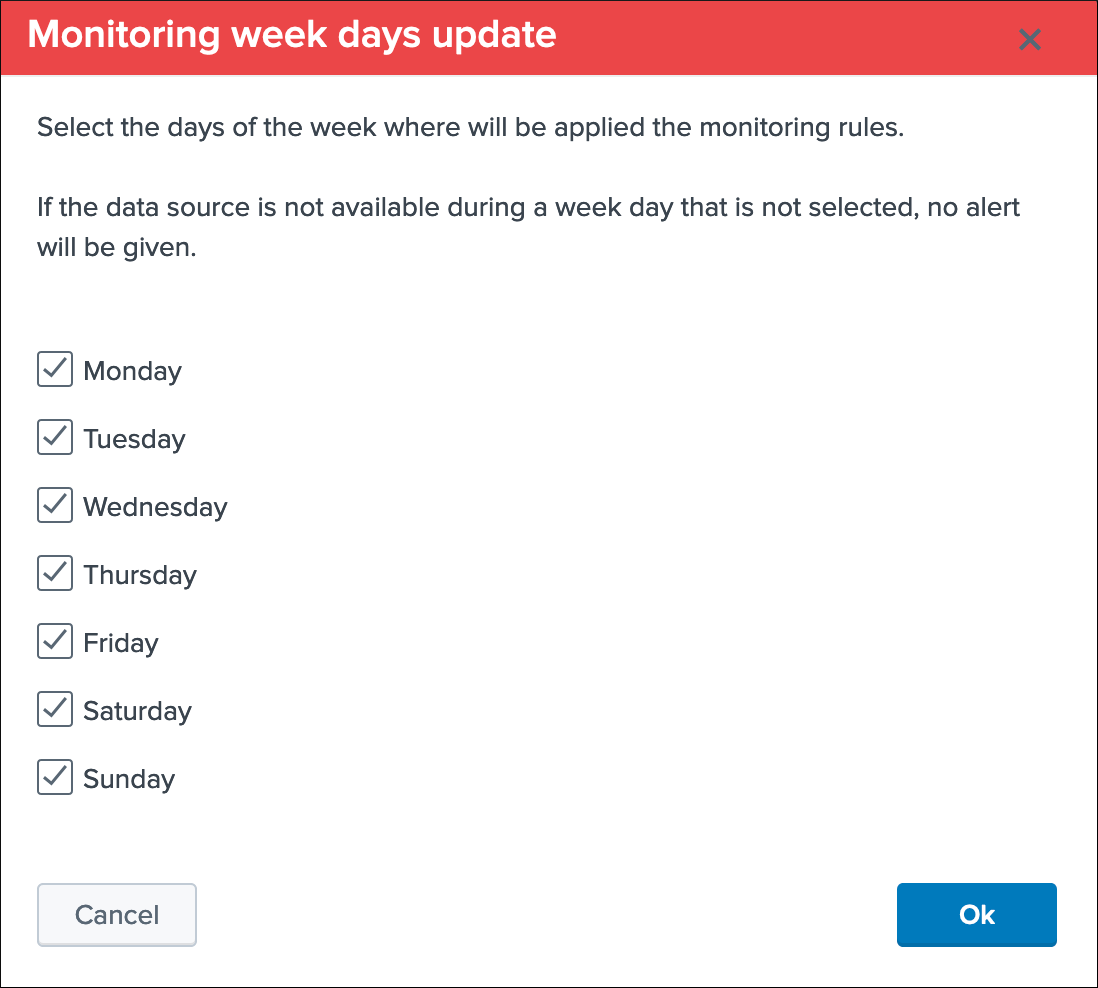 Monitoring week days update
Select the days of the week where will be applied the monitoring rules.
If the data source is not available during a week day that is not selected, no alert
will be given.
Monday
Tuesday
Wednesday
Thursday
Friday
Saturday
Sunday
Cancel
Ok